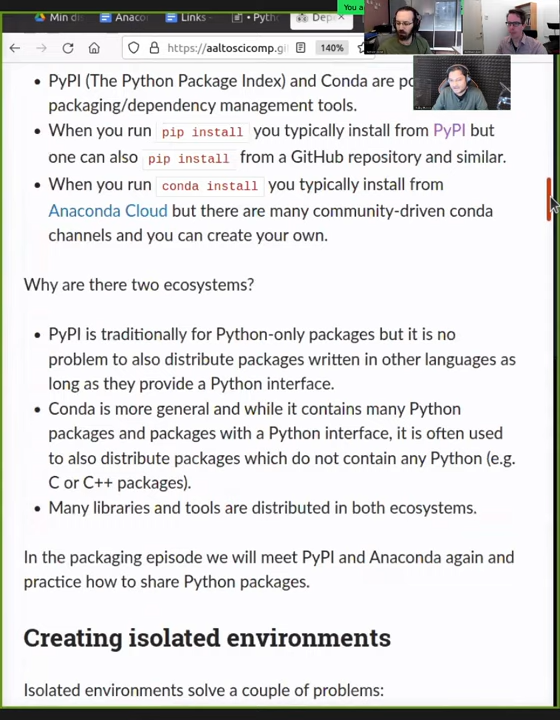 Min di
Anaco
Links -
Pytho
Depe
You a
https://aaltoscicomp.gi
140%
PyPI (The Python Package Index) and Conda are po
packaging/dependency management tools.
When you run pip install you typically install from PyPI but
one can also pip install from a GitHub repository and similar.
When you run conda install you typically install from
Anaconda Cloud but there are many community-driven conda
channels and you can create your own.
Why are there two ecosystems?
PyPI is traditionally for Python-only packages but it is no
problem to also distribute packages written in other languages as
long as they provide a Python interface.
Conda is more general and while it contains many Python
packages and packages with a Python interface, it is often used
to also distribute packages which do not contain any Python (e.g.
C or C++ packages).
Many libraries and tools are distributed in both ecosystems.
In the packaging episode we will meet PyPI and Anaconda again and
practice how to share Python packages.
Creating isolated environments
Isolated environments solve a couple of problems: